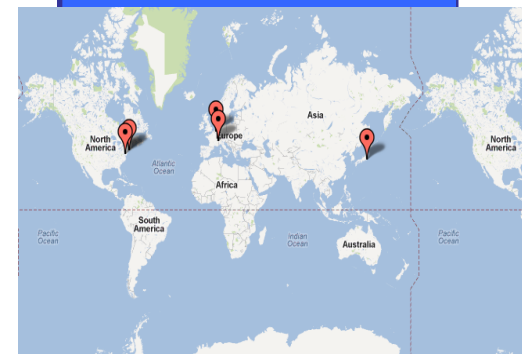 Asia
North
America
Europe
North
America
Atlantic
Ocean
Africa
South
America
Pacific
Ocean
Indian
Ocean
Australia
Pacific
Ocean